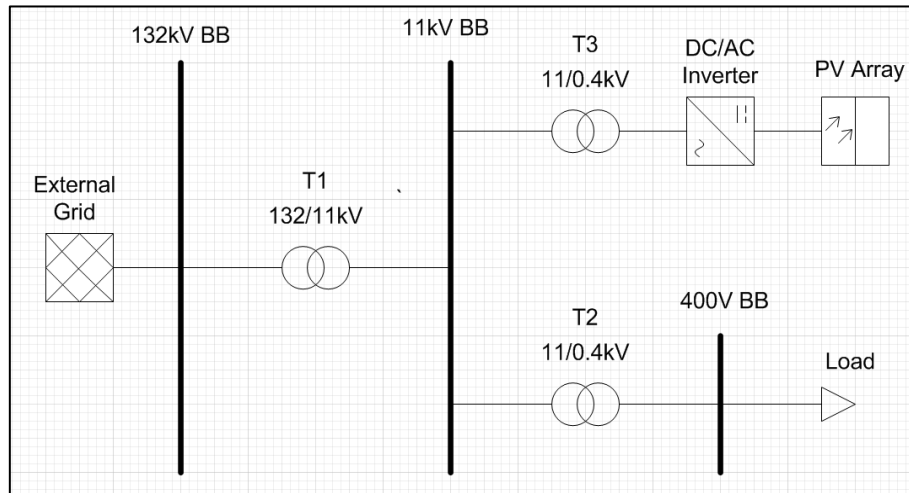 132kV BB
11kV BB
T3
11/0.4kV
DC/AC
Inverter
PV Array
External
Grid
T1
132/11kV
400V BB
T2
11/0.4kV
Load